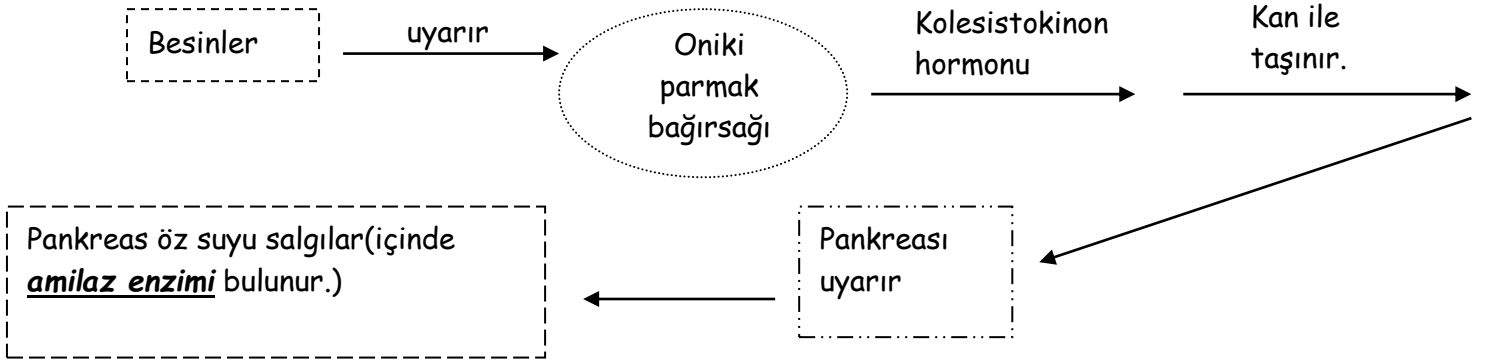 Besinler
uyarır
Oniki
parmak
bağırsağı
Kolesistokinon
hormonu
Kan ile
taşınır.
Pankreası
uyarır
Pankreas öz suyu salgılar(içinde
amilaz enzimi bulunur.)